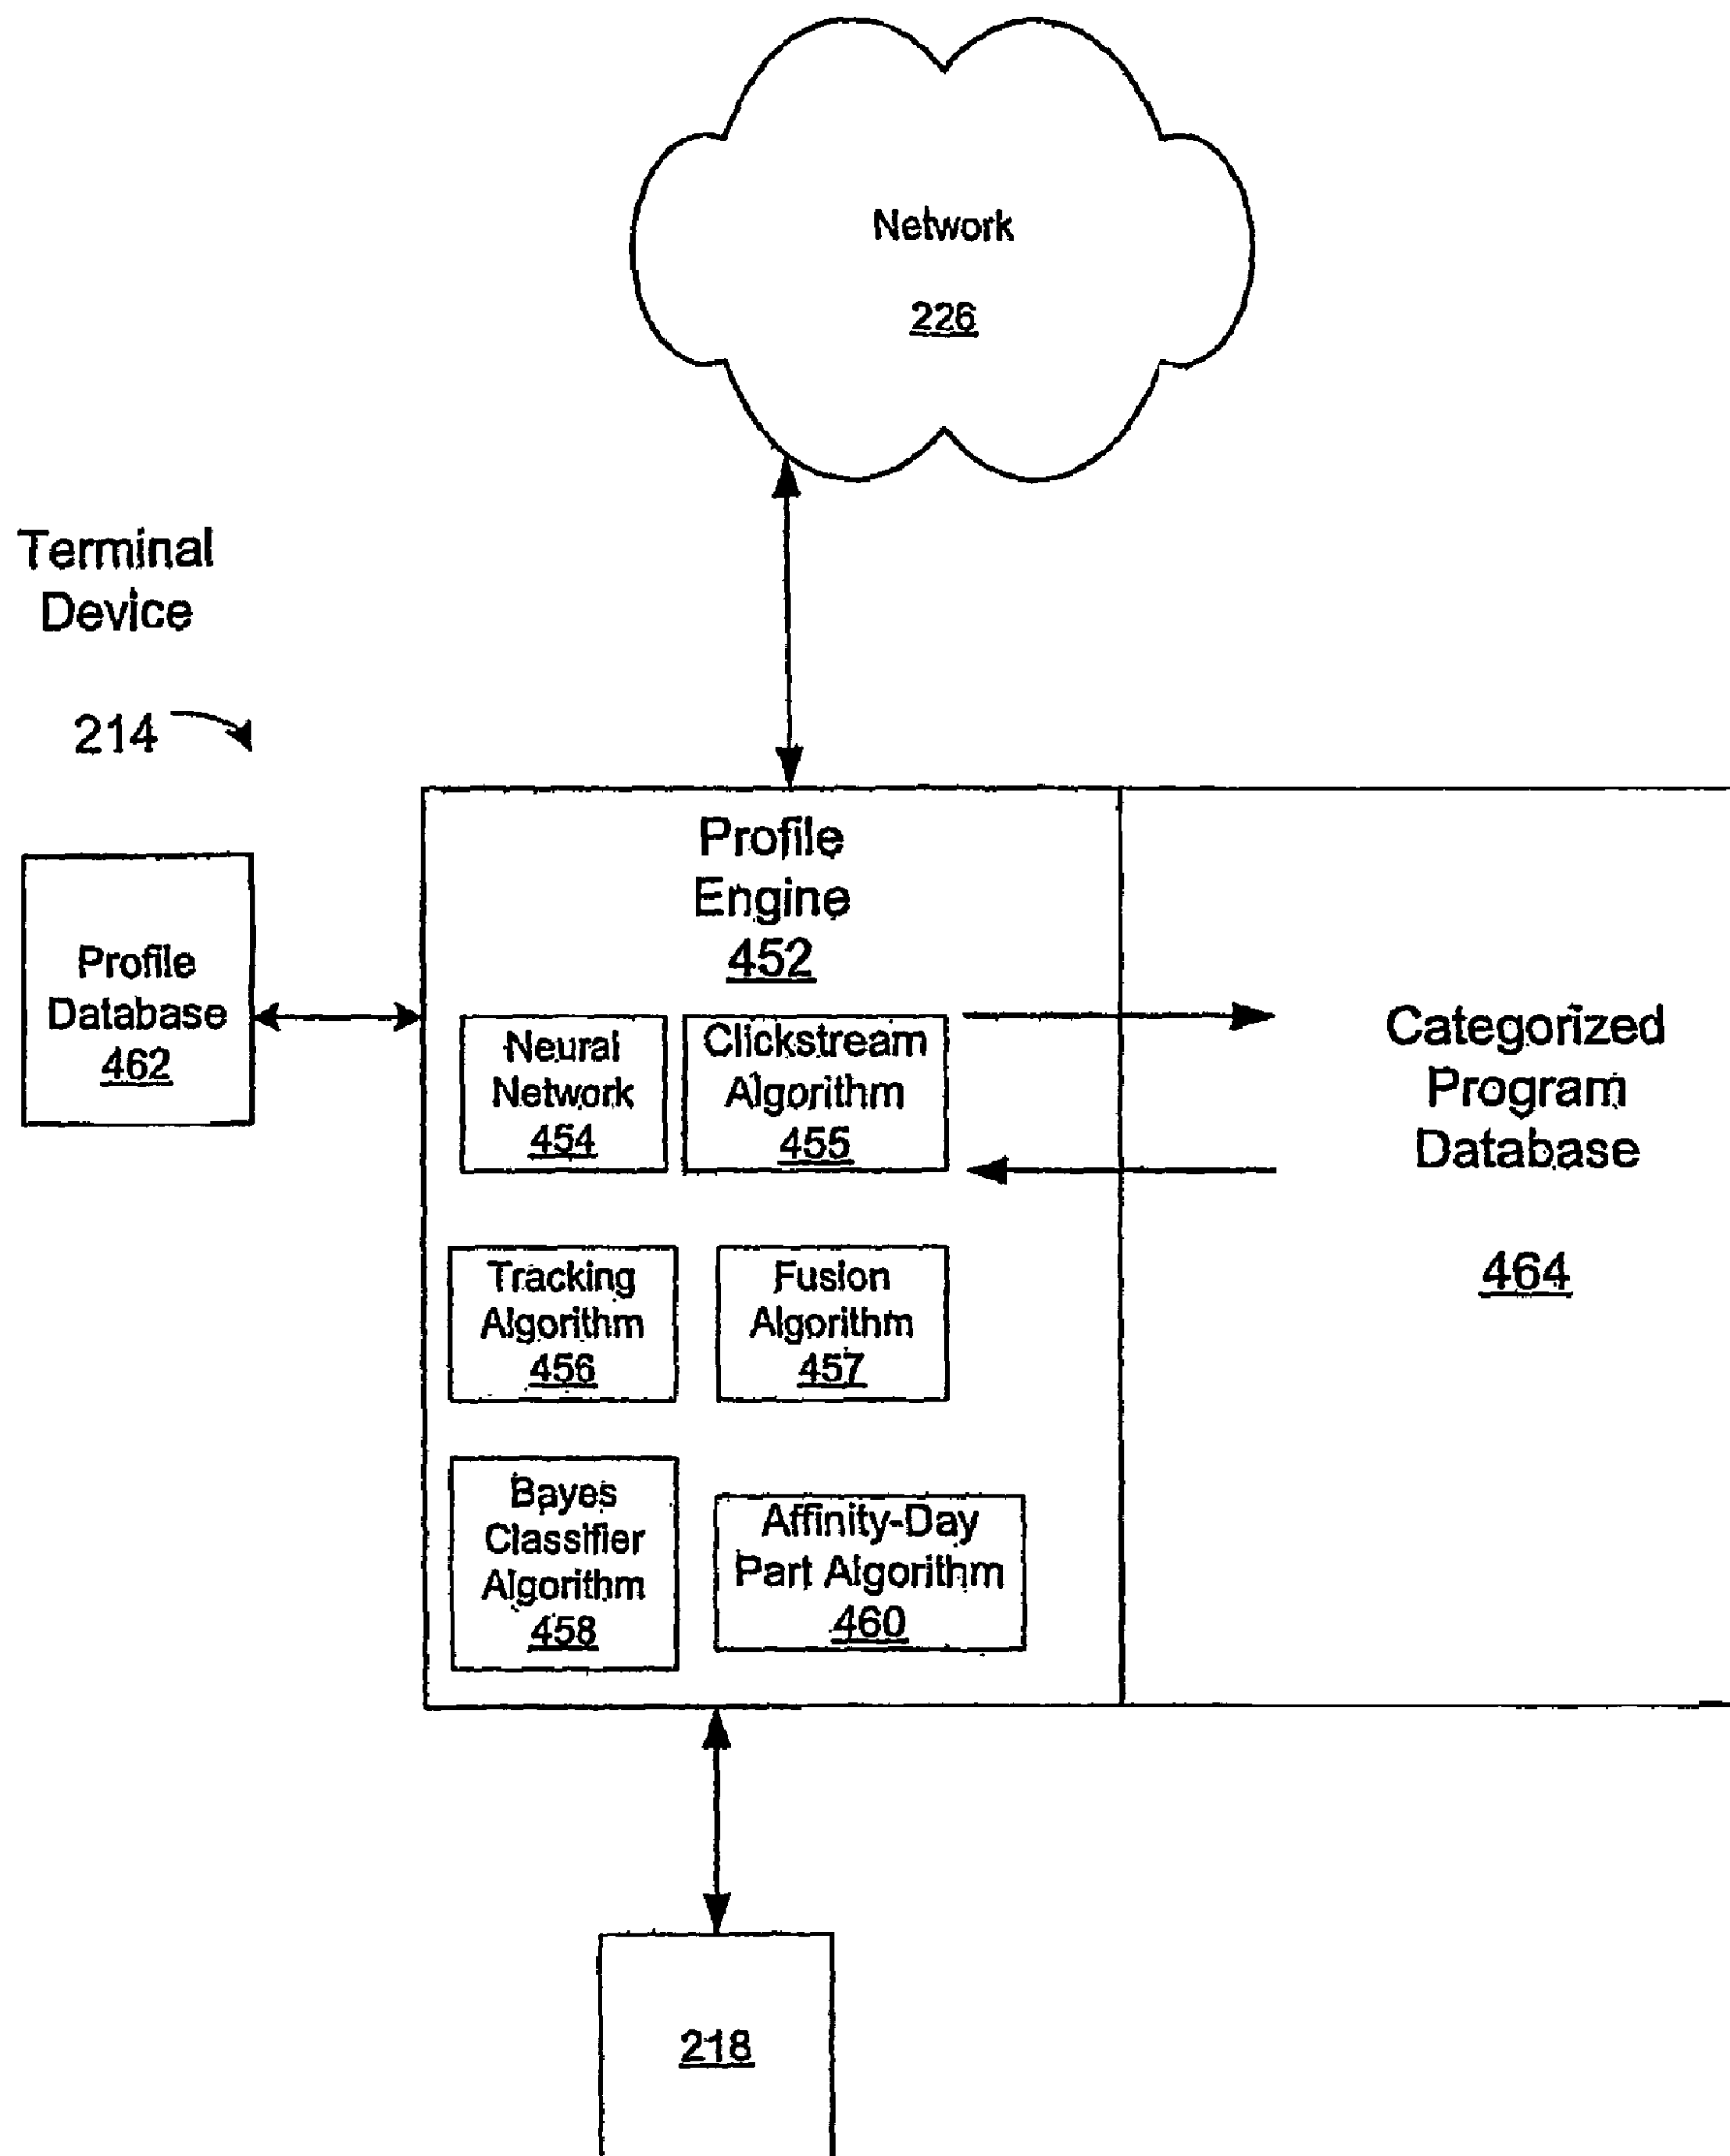 Network
226
Terminal
Device
214
Profile
Engine
452
Profile
Database
462
Neural
Network
454
Clickstream
Algorithm
455
Categorized
Program
Database
464
Tracking
Algorithm
456
Fusion
Algorithm
457
Bayes
Classifier
Algorithm
458
Affinity-Day
Part Algorithm
460
218